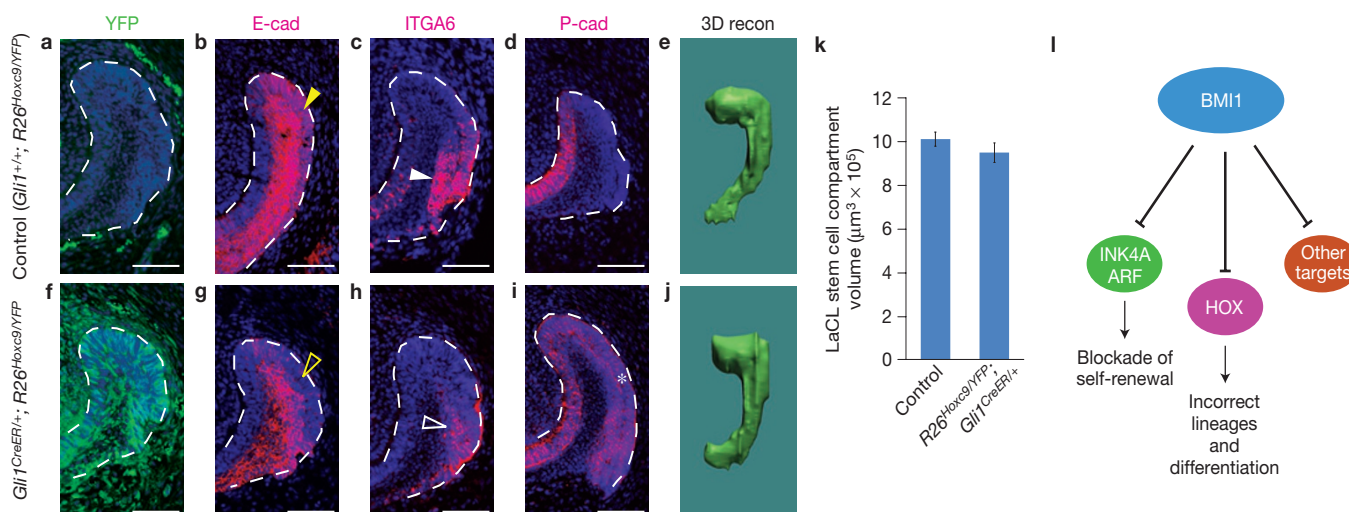 YFP
E-cad
ITGA6
P-cad
3D recon
Control (Gli1+/+; R26Hoxc9/YFP)
a
b
c
d
e
Gli1CreER/+; R26Hoxc9/YFP
f
g
h
i
*
j
k
LaCL stem cell compartment
volume (μm³ × 10⁵)
12
10
8
6
4
2
0
Control
R26Hoxc9/YFP;
Gli1CreER/+
l
BMI1
INK4A
ARF
HOX
Other
targets
Blockade of
self-renewal
Incorrect
lineages
and
differentiation